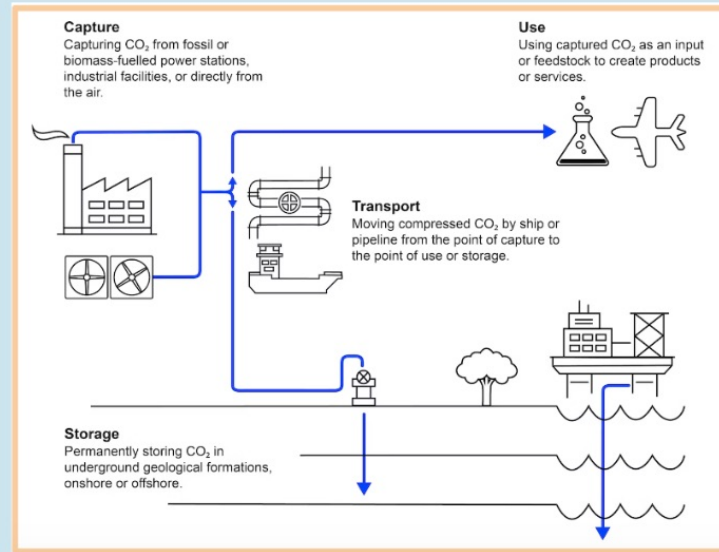 Capture
Capturing CO₂ from fossil or
biomass-fuelled power stations,
industrial facilities, or directly from
the air.
Use
Using captured CO₂ as an input
or feedstock to create products
or services.
Transport
Moving compressed CO₂ by ship or
pipeline from the point of capture to
the point of use or storage.
Storage
Permanently storing CO₂ in
underground geological formations,
onshore or offshore.